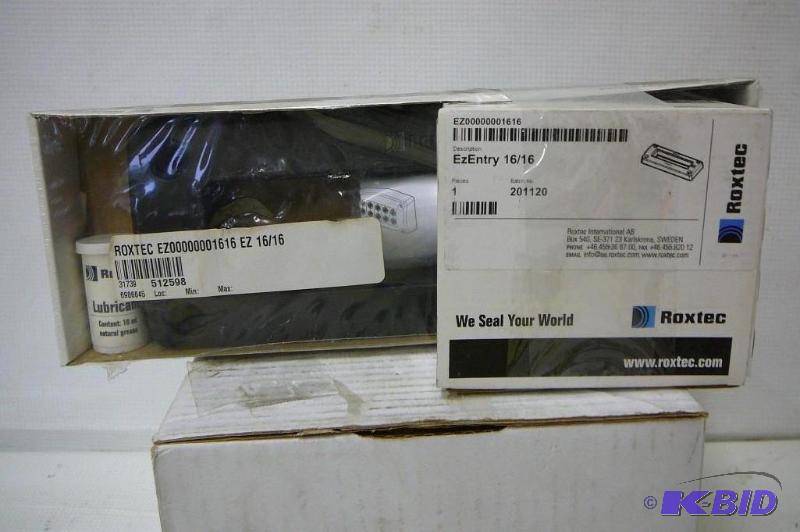 EZ00000001616
Description
EzEntry 16/16
Pieces
1
Batch No
201120
Roxtec
Roxtec International AB
Box 540, SE-371 23 Karlskrona, SWEDEN
We Seal Your World
Roxtec
www.roxtec.com
ROXTEC EZ00000001616 EZ 16/16
31739 512598
Loc: Min: Max:
Content: 10 ml
natural grease
© K-BID